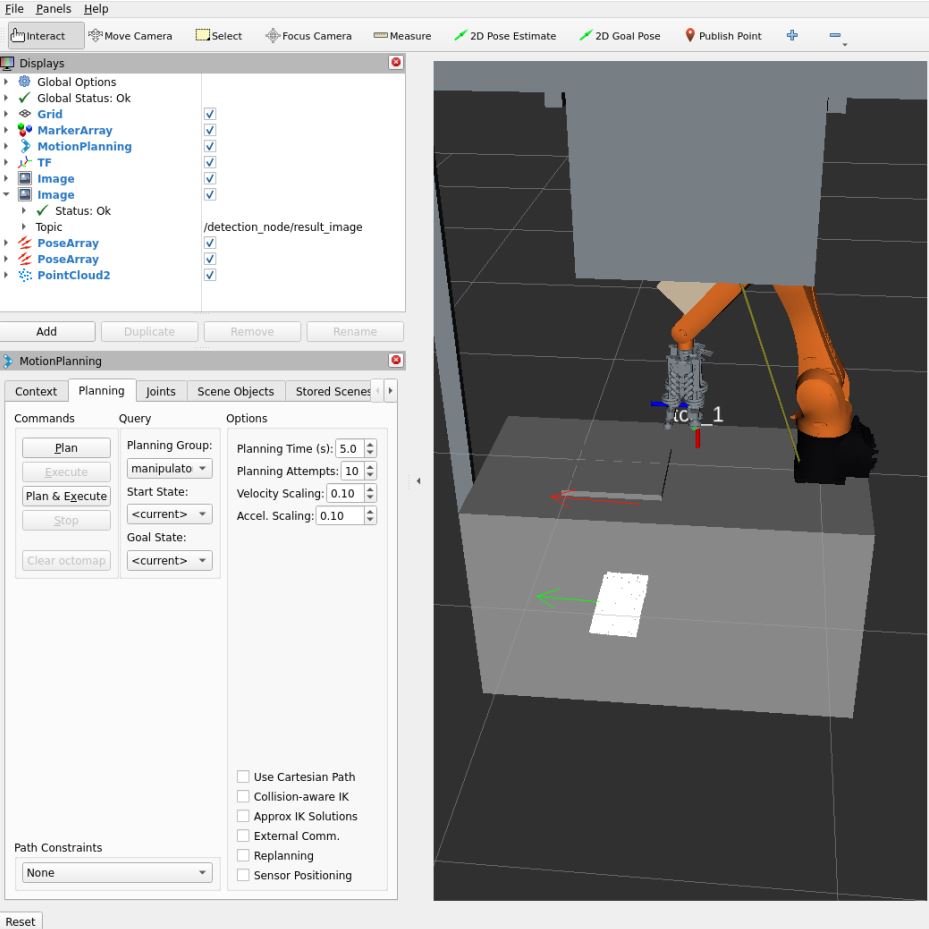 File Panels Help
Interact Move Camera Select Focus Camera Measure 2D Pose Estimate 2D Goal Pose Publish Point
Displays
Global Options
Global Status: Ok
Grid
MarkerArray
MotionPlanning
TF
Image
Image
Status: Ok
Topic /detection_node/result_image
PoseArray
PoseArray
PointCloud2
Add Duplicate Remove Rename
MotionPlanning
Context Planning Joints Scene Objects Stored Scenes
Commands Query Options
Plan
Execute
Plan & Execute
Stop
Clear octomap
Planning Group:
manipulato
Start State:
<current>
Goal State:
<current>
Planning Time (s): 5.0
Planning Attempts: 10
Velocity Scaling: 0.10
Accel. Scaling: 0.10
Use Cartesian Path
Collision-aware IK
Approx IK Solutions
External Comm.
Replanning
Sensor Positioning
Path Constraints
None
Reset